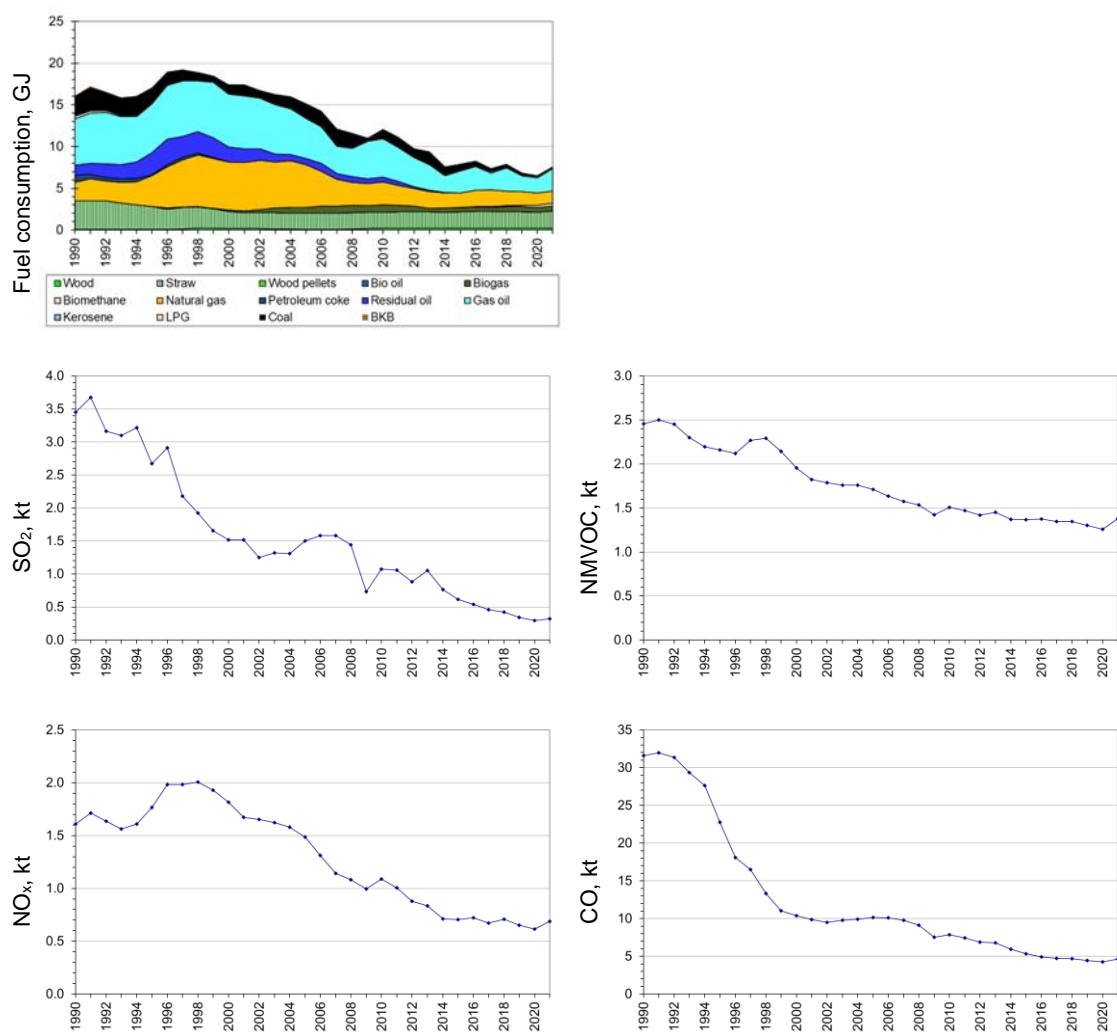 25
20
15
10
5
0
Fuel consumption, GJ
1990 1992 1994 1996 1998 2000 2002 2004 2006 2008 2010 2012 2014 2016 2018 2020
Wood Straw Wood pellets Bio oil Biogas
Biomethane Natural gas Petroleum coke Residual oil Gas oil
Kerosene LPG Coal BKB
4.0
3.5
3.0
2.5
2.0
1.5
1.0
0.5
0.0
SO₂, kt
1990 1992 1994 1996 1998 2000 2002 2004 2006 2008 2010 2012 2014 2016 2018 2020
3.0
2.5
2.0
1.5
1.0
0.5
0.0
NMVOC, kt
1990 1992 1994 1996 1998 2000 2002 2004 2006 2008 2010 2012 2014 2016 2018 2020
2.5
2.0
1.5
1.0
0.5
0.0
NOₓ, kt
1990 1992 1994 1996 1998 2000 2002 2004 2006 2008 2010 2012 2014 2016 2018 2020
35
30
25
20
15
10
5
0
CO, kt
1990 1992 1994 1996 1998 2000 2002 2004 2006 2008 2010 2012 2014 2016 2018 2020